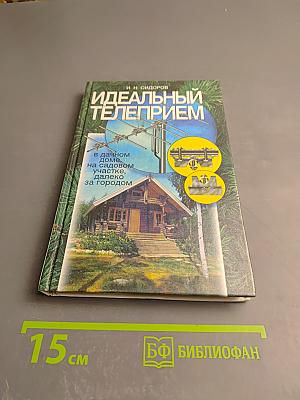 И. Н. СИДОРОВ
ИДЕАЛЬНЫЙ
ТЕЛЕПРИЕМ
в дачном
доме,
на садовом
участке,
далеко
за городом
15 см
БФ БИБЛИОФАН